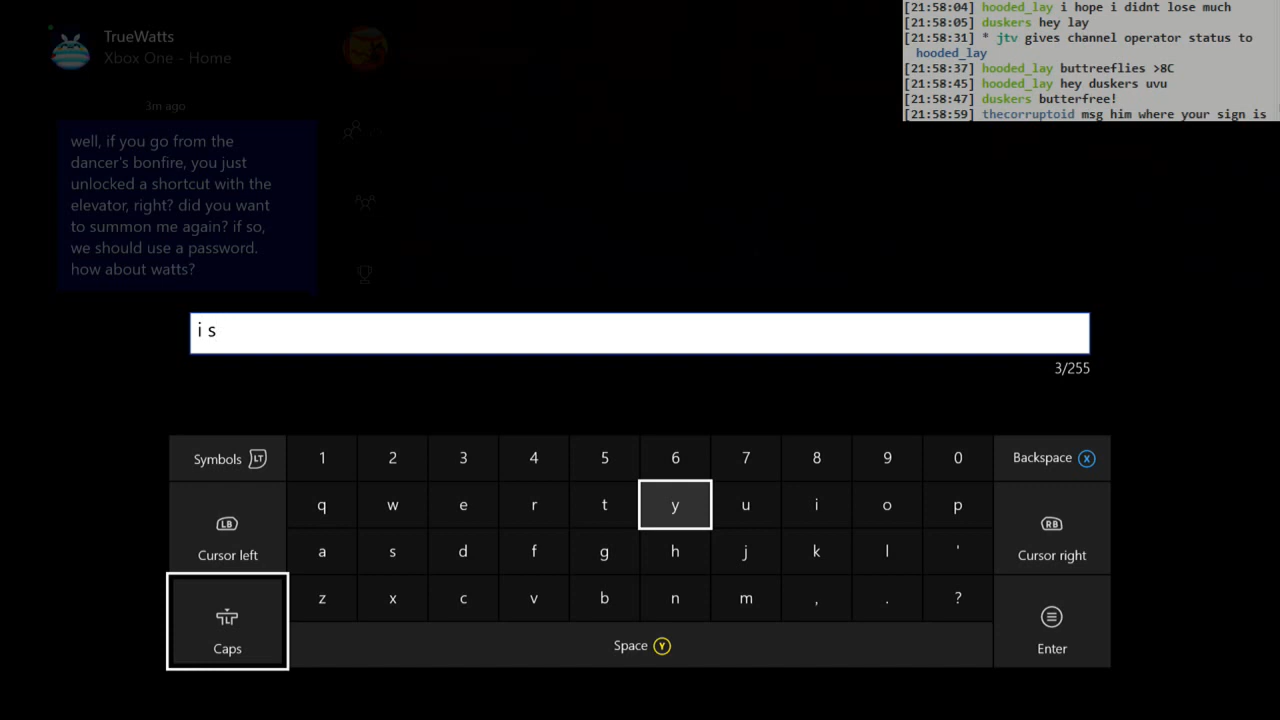 TrueWatts
Xbox One - Home
3m ago
well, if you go from the
dancer's bonfire, you just
unlocked a shortcut with the
elevator, right? did you want
to summon me again? if so,
we should use a password.
how about watts?
[21:58:04] hooded_lay i hope i didnt lose much
[21:58:05] duskers hey lay
[21:58:31] * jtv gives channel operator status to
hooded_lay
[21:58:37] hooded_lay buttreeflies >8C
[21:58:45] hooded_lay hey duskers uvu
[21:58:47] duskers butterfree!
[21:58:59] thecorruptoid msg him where your sign is
i s
3/255
Symbols LT 1 2 3 4 5 6 7 8 9 0 Backspace X
LB q w e r t y u i o p RB
Cursor left a s d f g h j k l ' Cursor right
z x c v b n m , . ?
Caps Space Y Enter